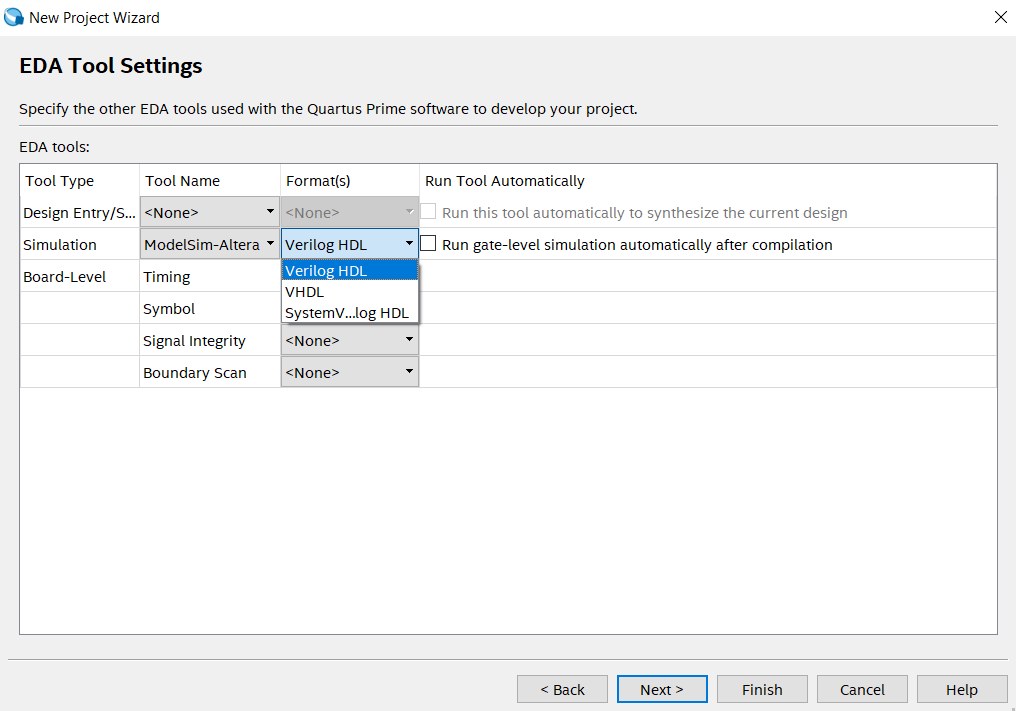 New Project Wizard
EDA Tool Settings
Specify the other EDA tools used with the Quartus Prime software to develop your project.
EDA tools:
Tool Type Tool Name Format(s) Run Tool Automatically
Design Entry/S... <None> <None> Run this tool automatically to synthesize the current design
Simulation ModelSim-Altera Verilog HDL Run gate-level simulation automatically after compilation
Verilog HDL
Board-Level Timing
VHDL
Symbol
SystemV...log HDL
Signal Integrity <None>
Boundary Scan <None>
< Back Next > Finish Cancel Help